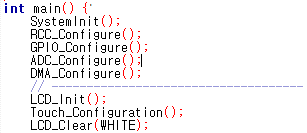 int main() {
SystemInit();
RCC_Configure();
GPIO_Configure();
ADC_Configure();
DMA_Configure();
// ------------------------------------
LCD_Init();
Touch_Configuration();
LCD_Clear(WHITE);